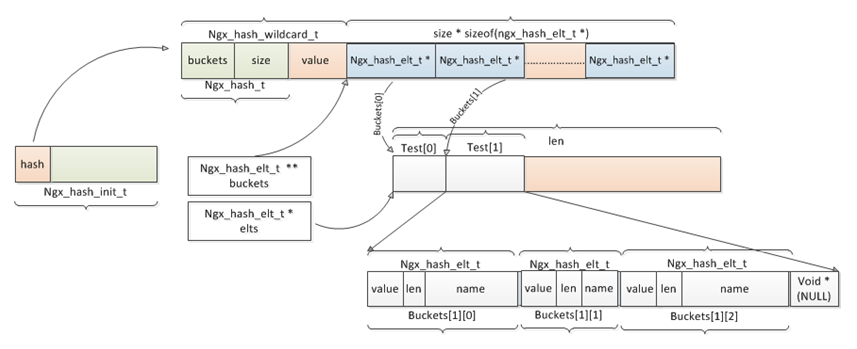 Ngx_hash_wildcard_t
size * sizeof(ngx_hash_elt_t *)
buckets
size
value
Ngx_hash_elt_t *
Ngx_hash_elt_t *
........................
Ngx_hash_elt_t *
Ngx_hash_t
Buckets[0]
Buckets[1]
len
Test[0]
Test[1]
hash
Ngx_hash_init_t
Ngx_hash_elt_t **
buckets
Ngx_hash_elt_t *
elts
Ngx_hash_elt_t
Ngx_hash_elt_t
Ngx_hash_elt_t
value
len
name
value
len
name
value
len
name
Void *
(NULL)
Buckets[1][0]
Buckets[1][1]
Buckets[1][2]